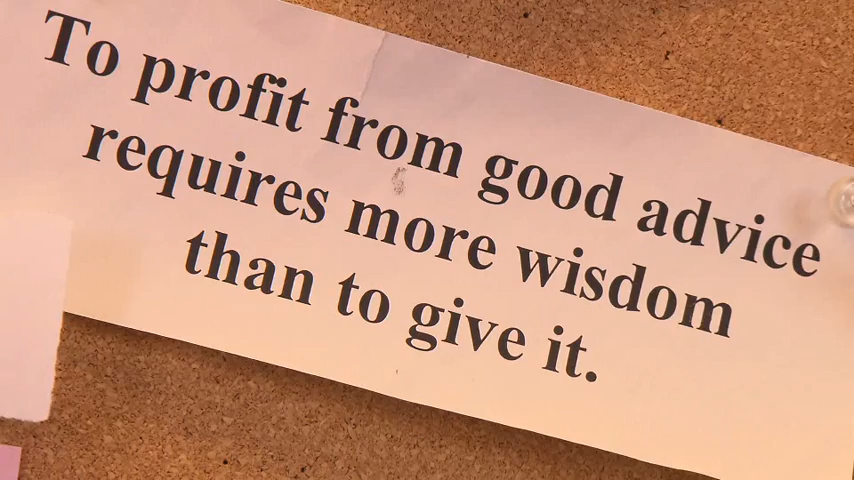 To profit from good advice
requires more wisdom
than to give it.